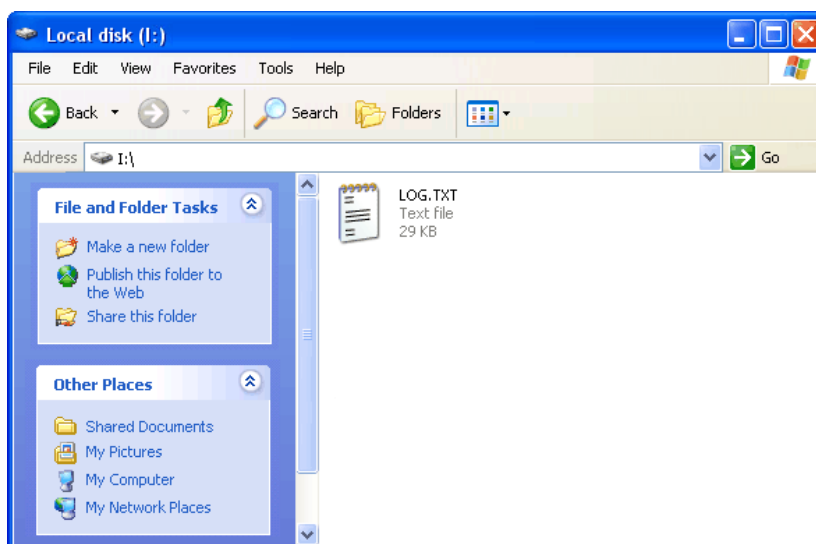 Local disk (I:)
File Edit View Favorites Tools Help
Back Search Folders
Address I:\ Go
File and Folder Tasks
Make a new folder
Publish this folder to
the Web
Share this folder
Other Places
Shared Documents
My Pictures
My Computer
My Network Places
LOG.TXT
Text file
29 KB